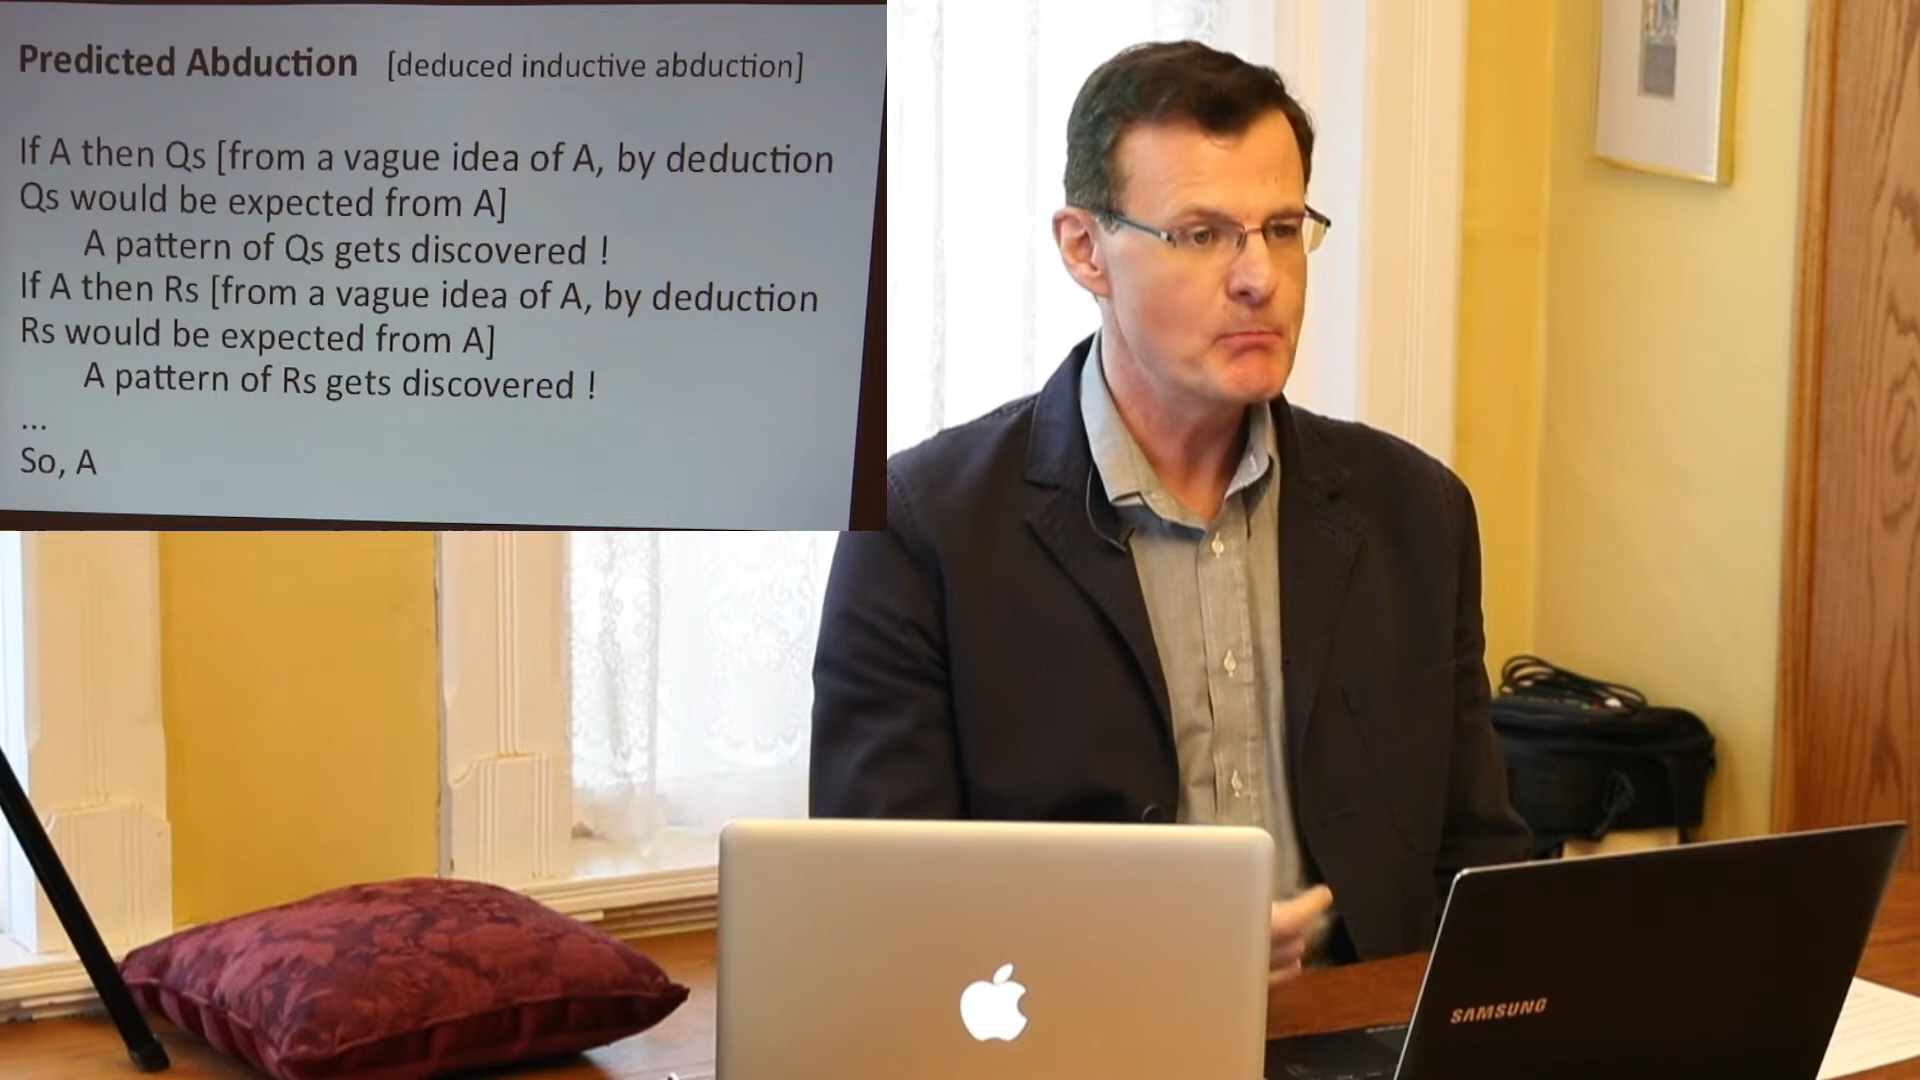 Predicted Abduction [deduced inductive abduction]
If A then Qs [from a vague idea of A, by deduction
Qs would be expected from A]
A pattern of Qs gets discovered !
If A then Rs [from a vague idea of A, by deduction
Rs would be expected from A]
A pattern of Rs gets discovered !
...
So, A
SAMSUNG